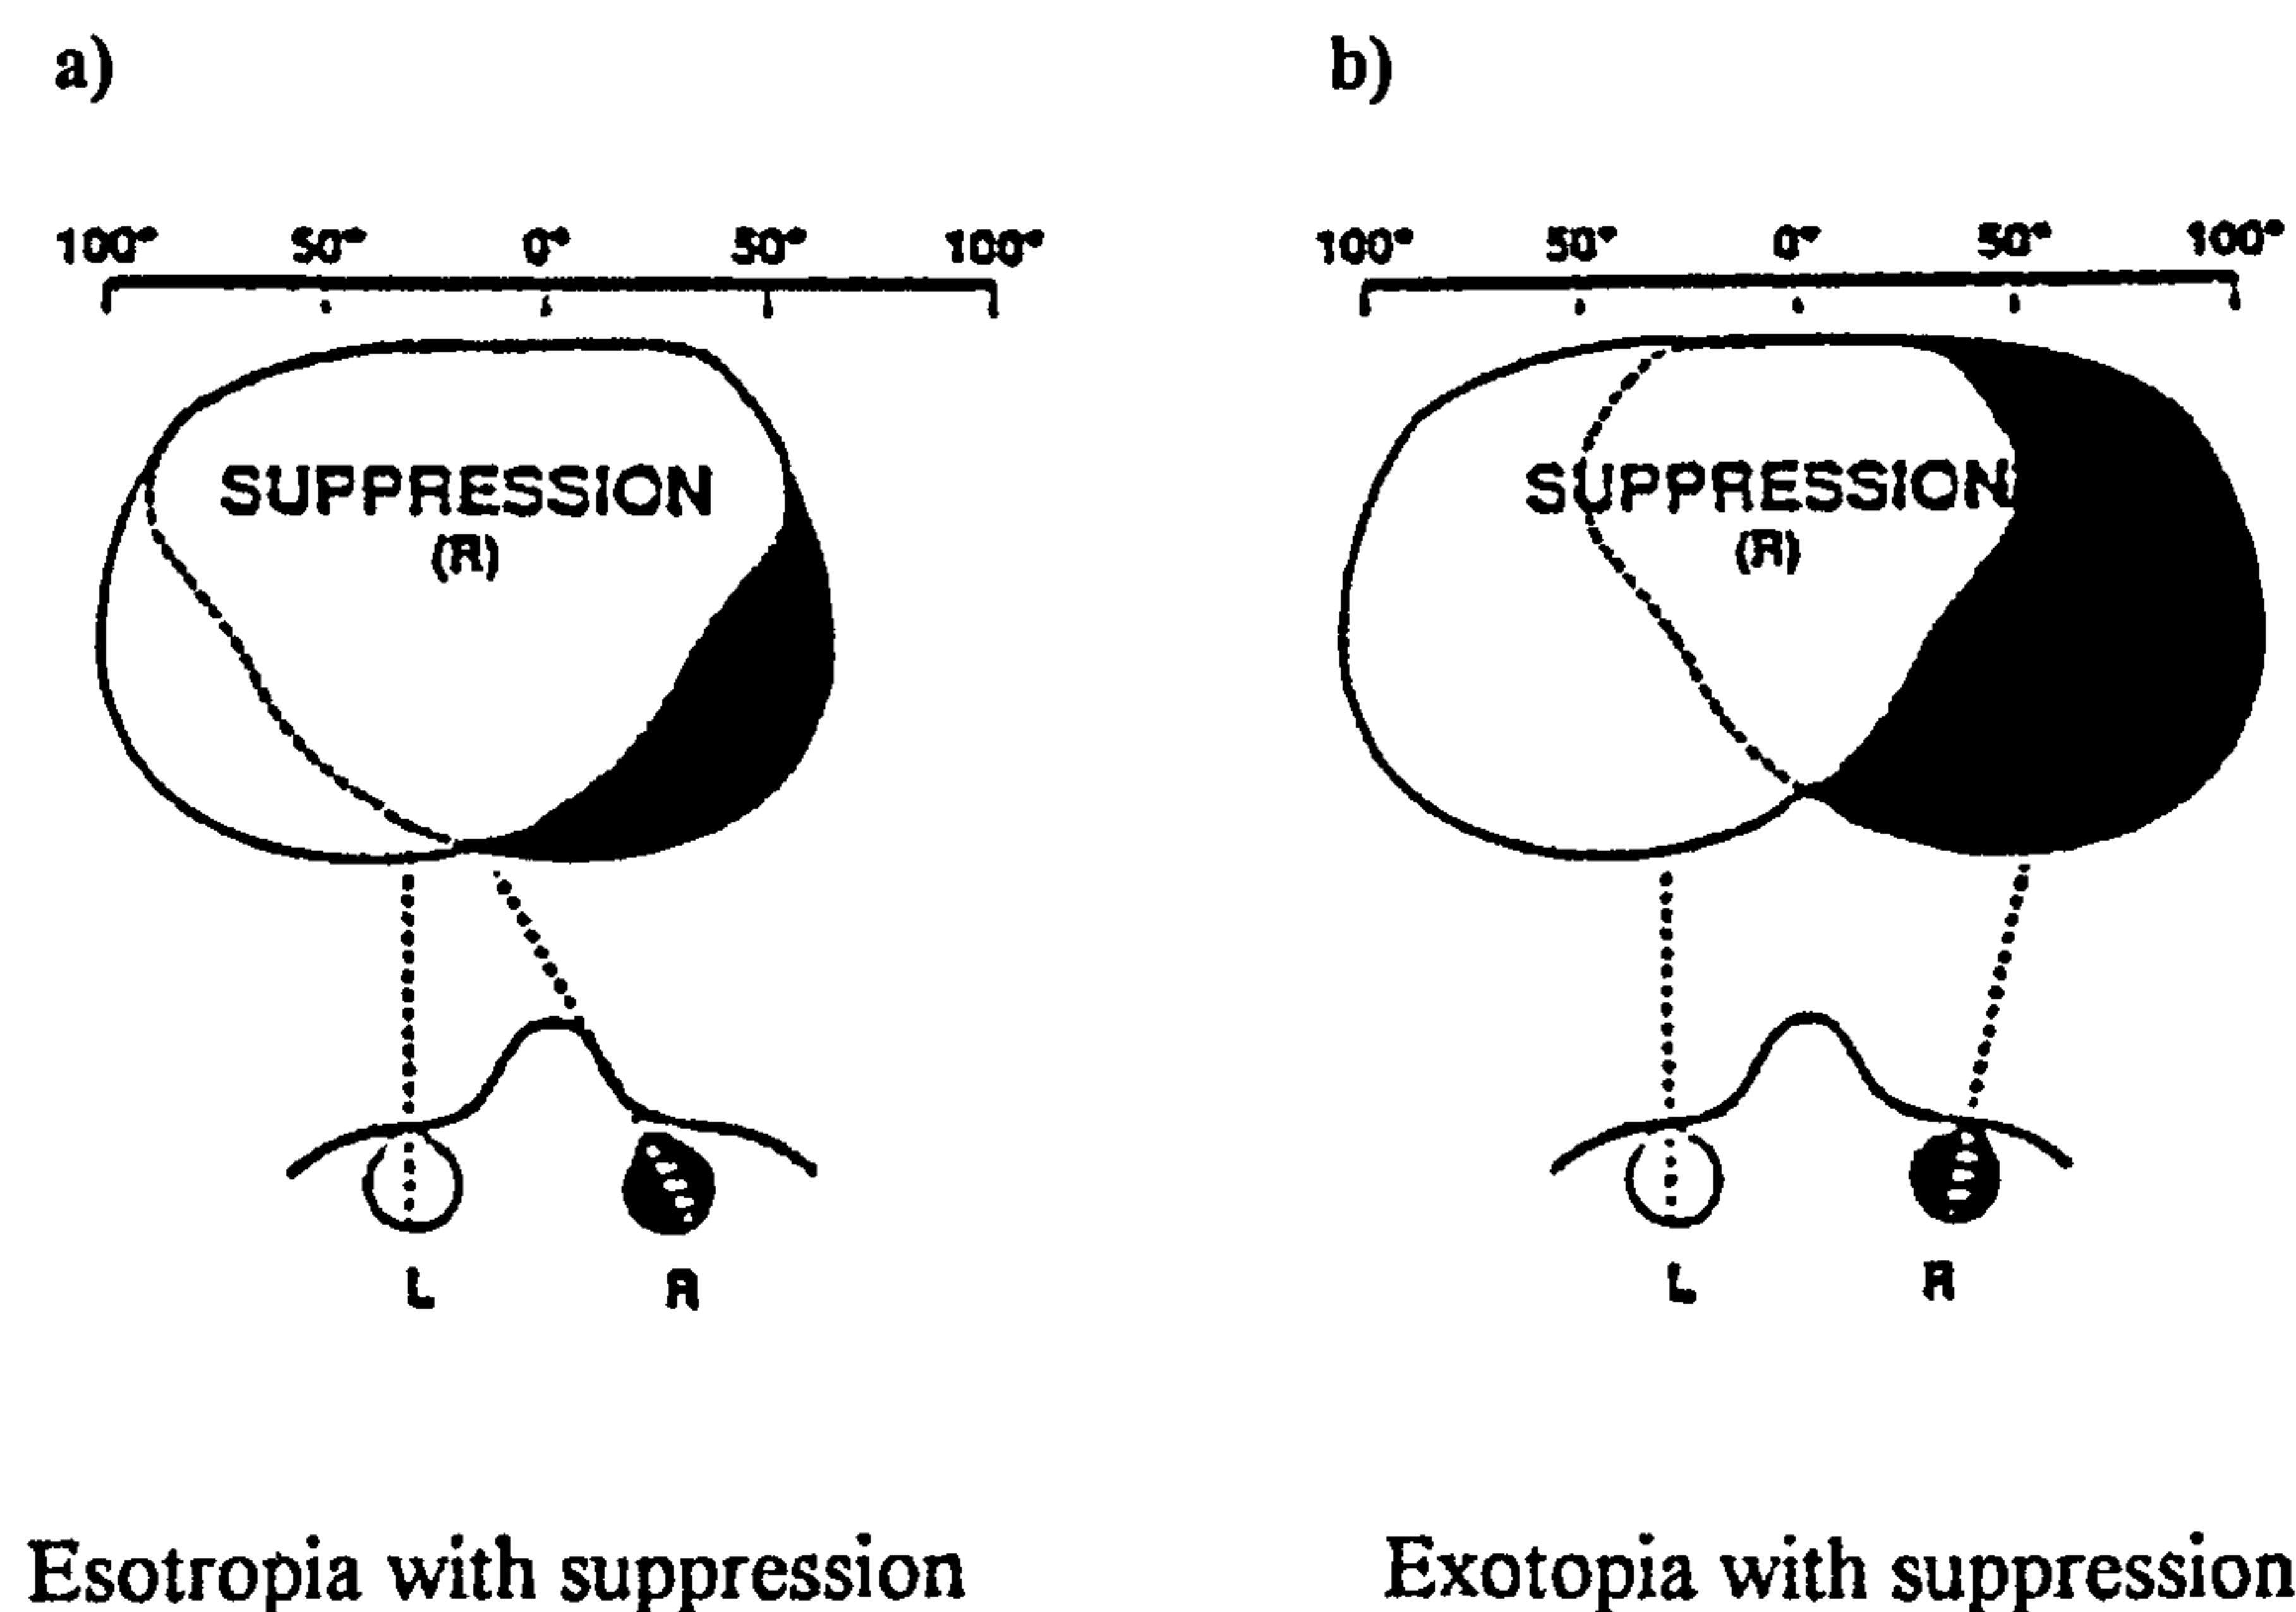 a)
b)
100° 50° 0° 50° 100°
100° 50° 0° 50° 100°
SUPPRESSION
(R)
SUPPRESSION
(R)
L R
L R
Esotropia with suppression
Exotopia with suppression